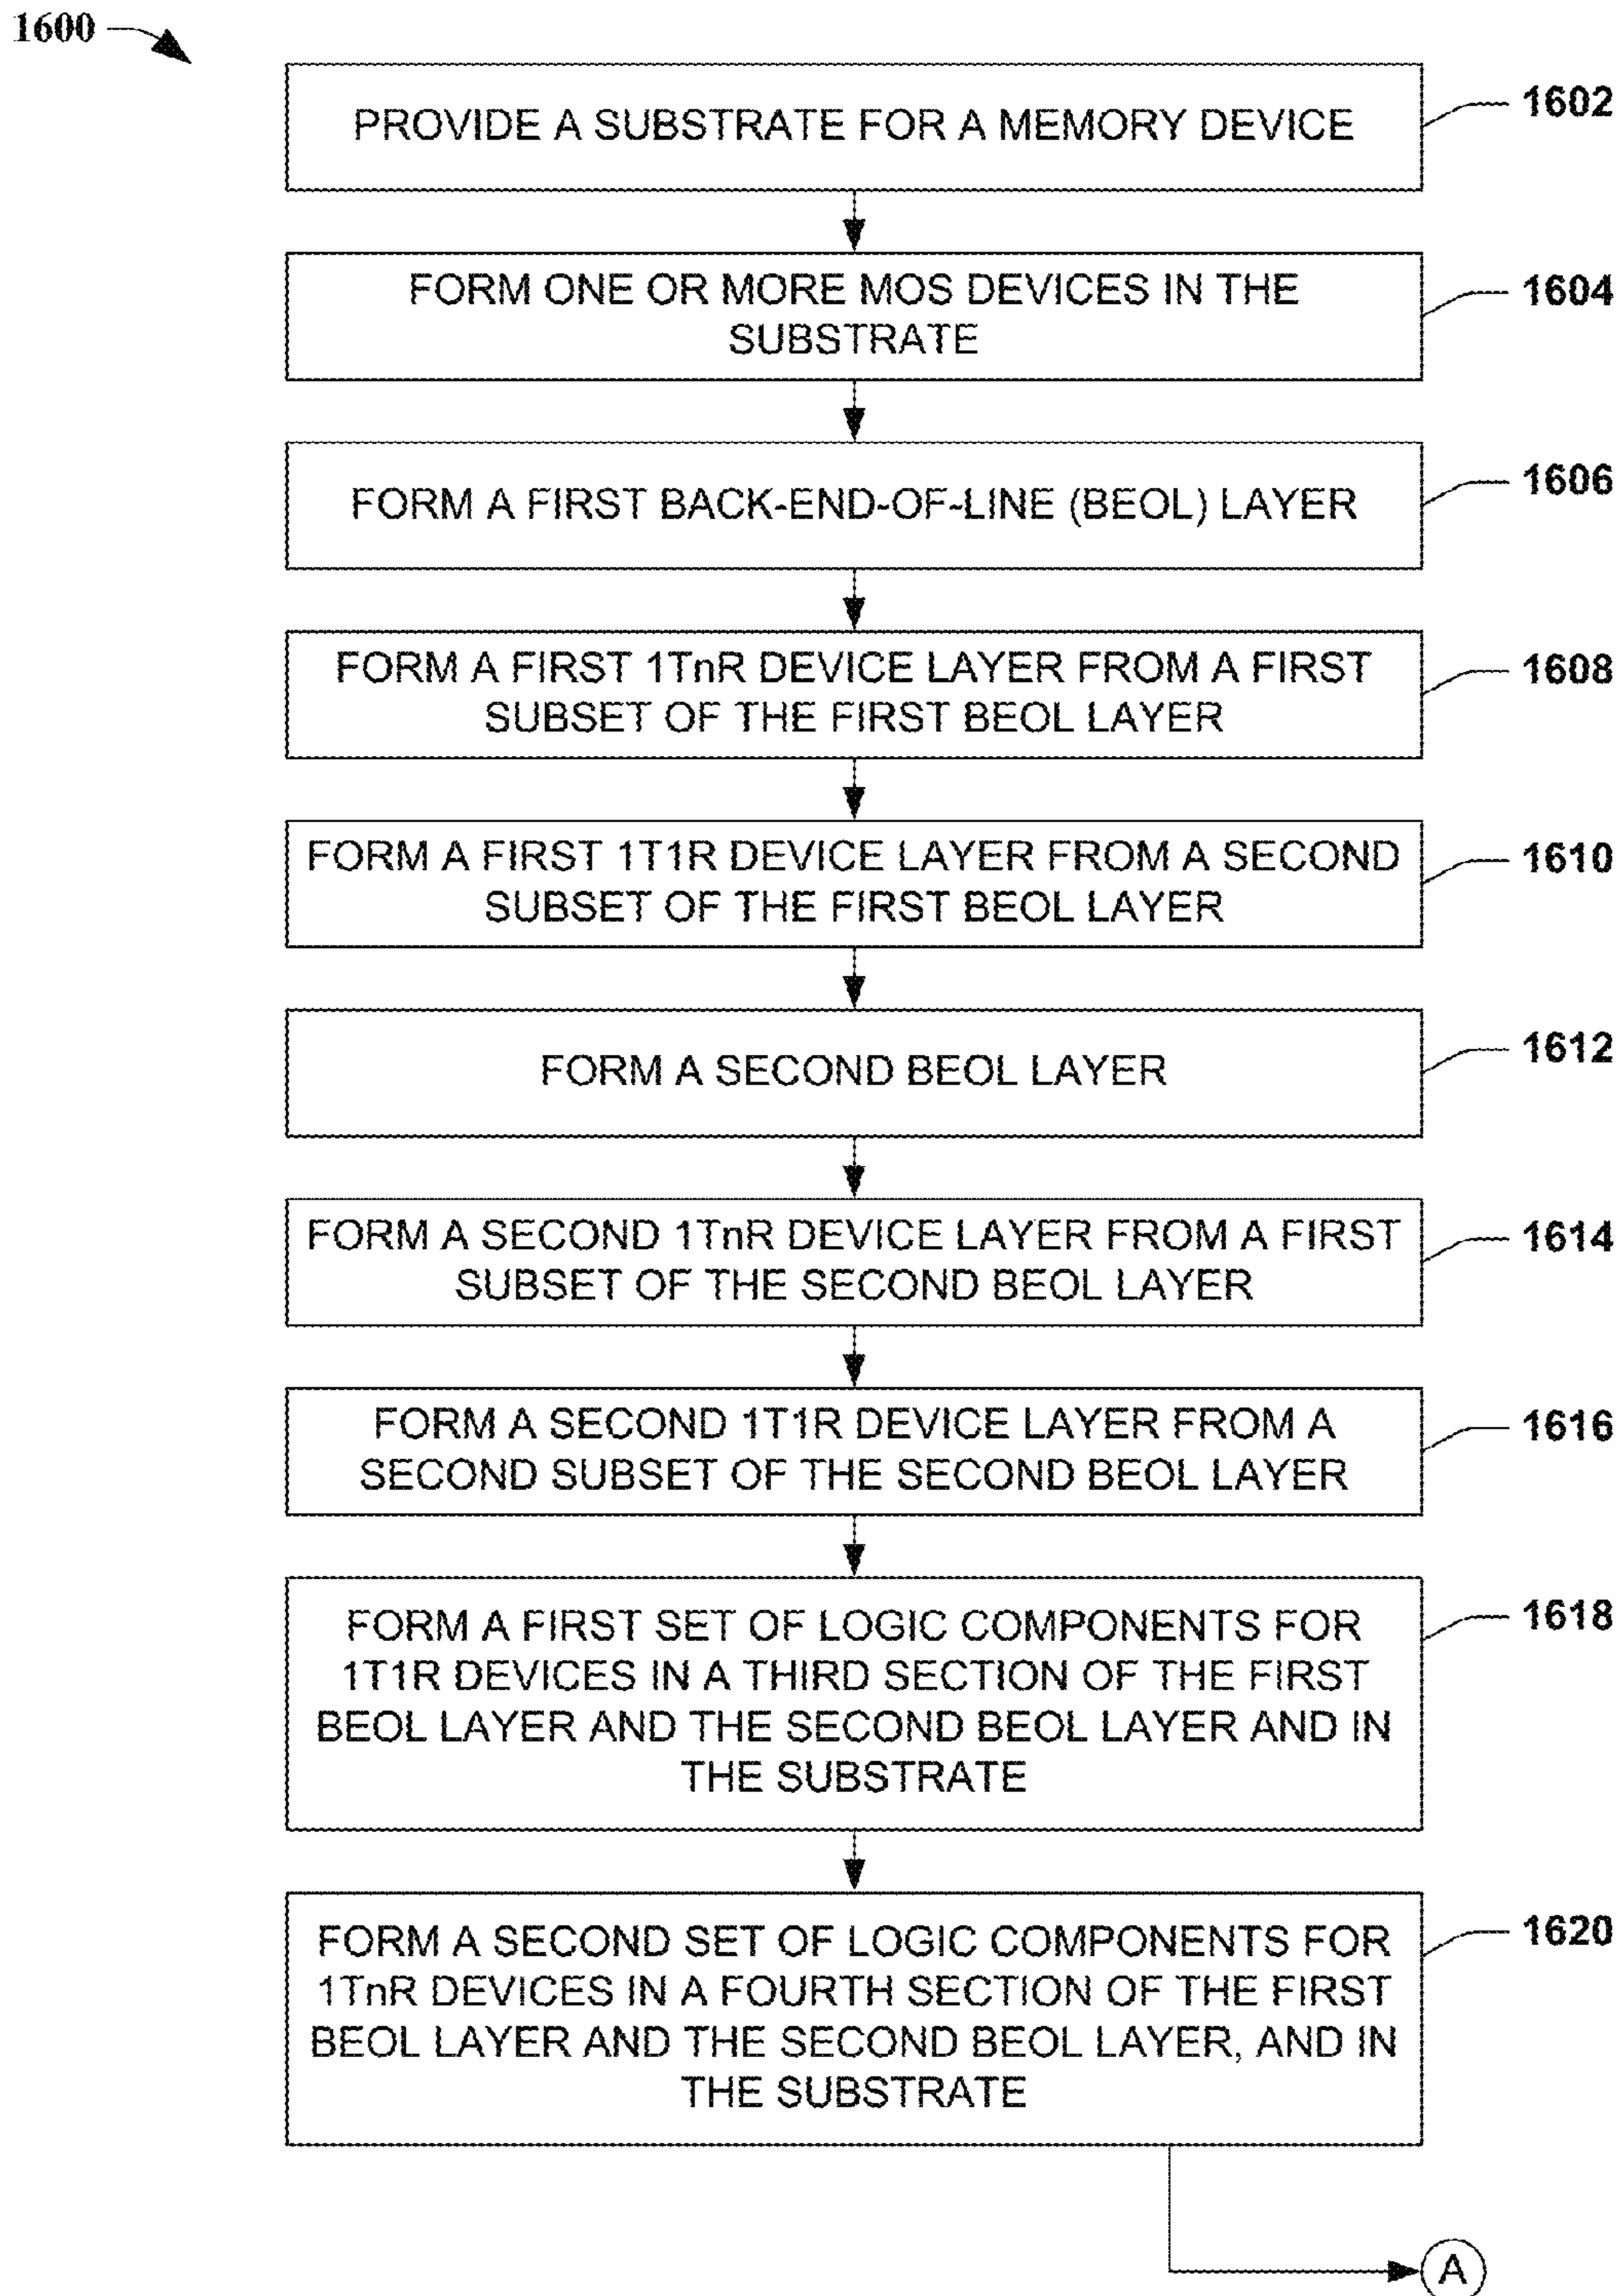 1600
PROVIDE A SUBSTRATE FOR A MEMORY DEVICE
1602
FORM ONE OR MORE MOS DEVICES IN THE
SUBSTRATE
1604
FORM A FIRST BACK-END-OF-LINE (BEOL) LAYER
1606
FORM A FIRST 1TnR DEVICE LAYER FROM A FIRST
SUBSET OF THE FIRST BEOL LAYER
1608
FORM A FIRST 1T1R DEVICE LAYER FROM A SECOND
SUBSET OF THE FIRST BEOL LAYER
1610
FORM A SECOND BEOL LAYER
1612
FORM A SECOND 1TnR DEVICE LAYER FROM A FIRST
SUBSET OF THE SECOND BEOL LAYER
1614
FORM A SECOND 1T1R DEVICE LAYER FROM A
SECOND SUBSET OF THE SECOND BEOL LAYER
1616
FORM A FIRST SET OF LOGIC COMPONENTS FOR
1T1R DEVICES IN A THIRD SECTION OF THE FIRST
BEOL LAYER AND THE SECOND BEOL LAYER AND IN
THE SUBSTRATE
1618
FORM A SECOND SET OF LOGIC COMPONENTS FOR
1TnR DEVICES IN A FOURTH SECTION OF THE FIRST
BEOL LAYER AND THE SECOND BEOL LAYER, AND IN
THE SUBSTRATE
1620
A